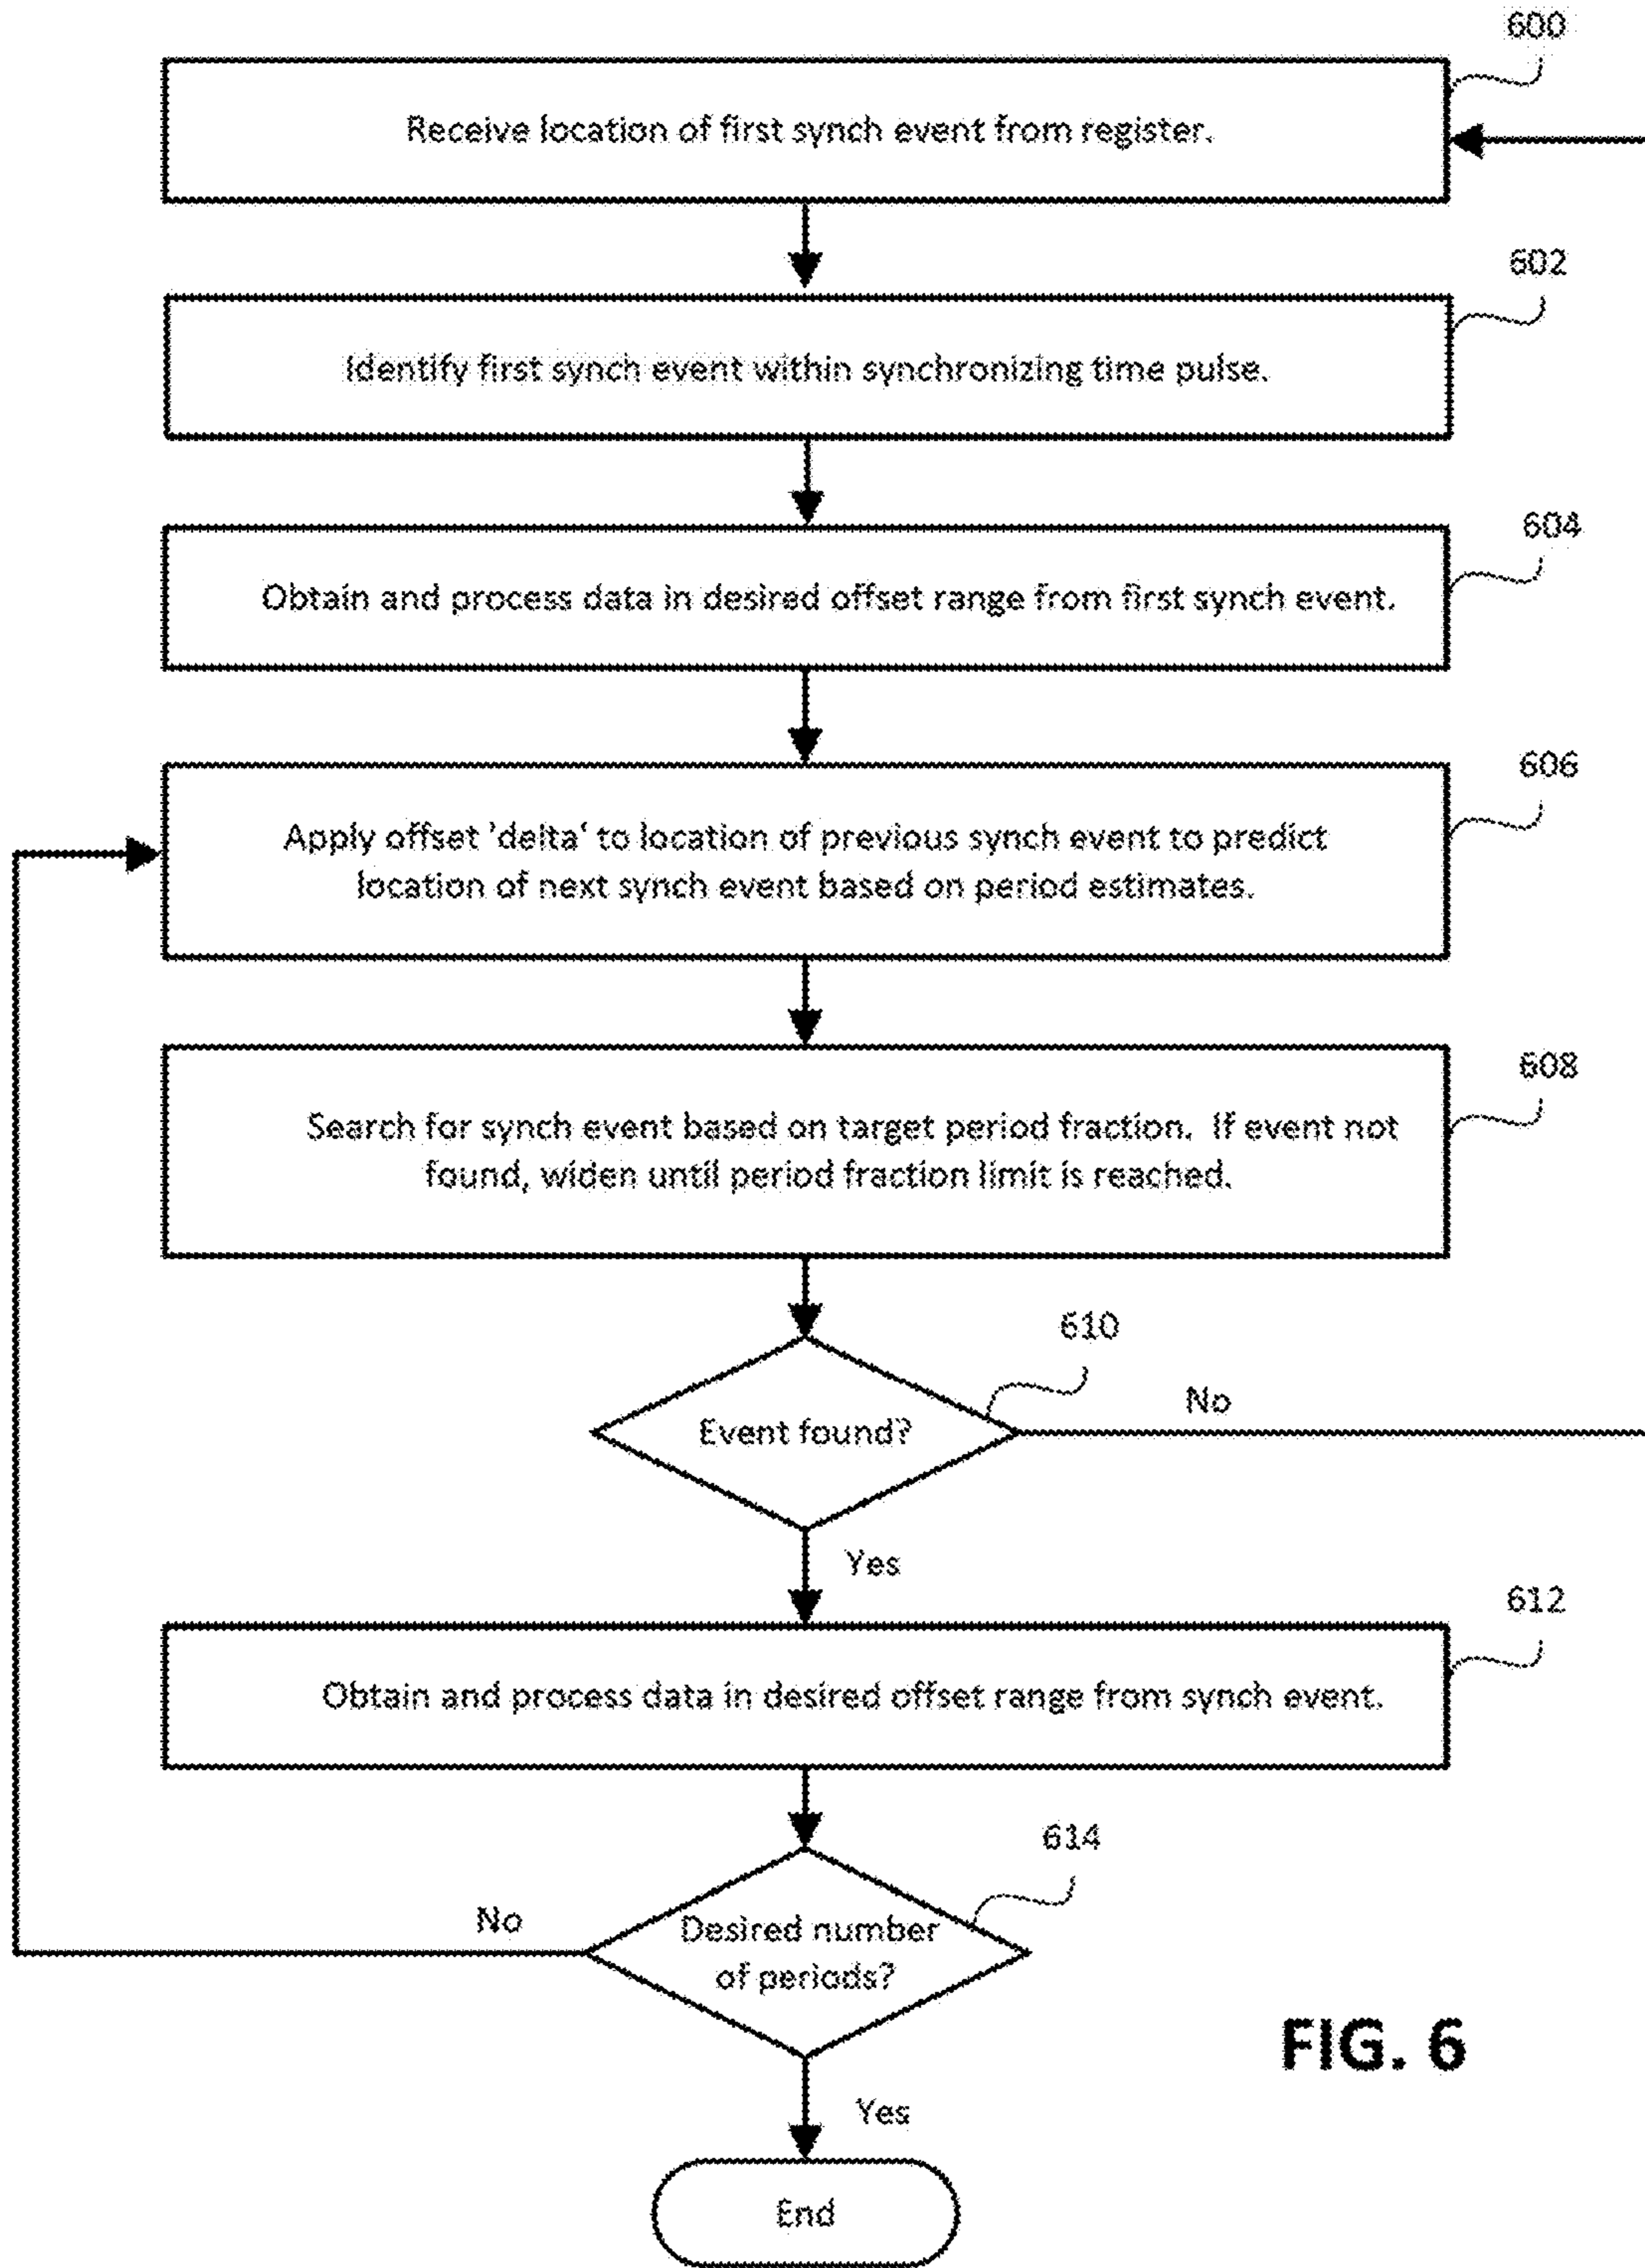 600
Receive location of first synch event from register.
602
Identify first synch event within synchronizing time pulse.
604
Obtain and process data in desired offset range from first synch event.
606
Apply offset 'delta' to location of previous synch event to predict
location of next synch event based on period estimates.
608
Search for synch event based on target period fraction. If event not
found, widen until period fraction limit is reached.
610
Event found?
No
Yes
612
Obtain and process data in desired offset range from synch event.
614
Desired number
of periods?
No
Yes
End
FIG. 6